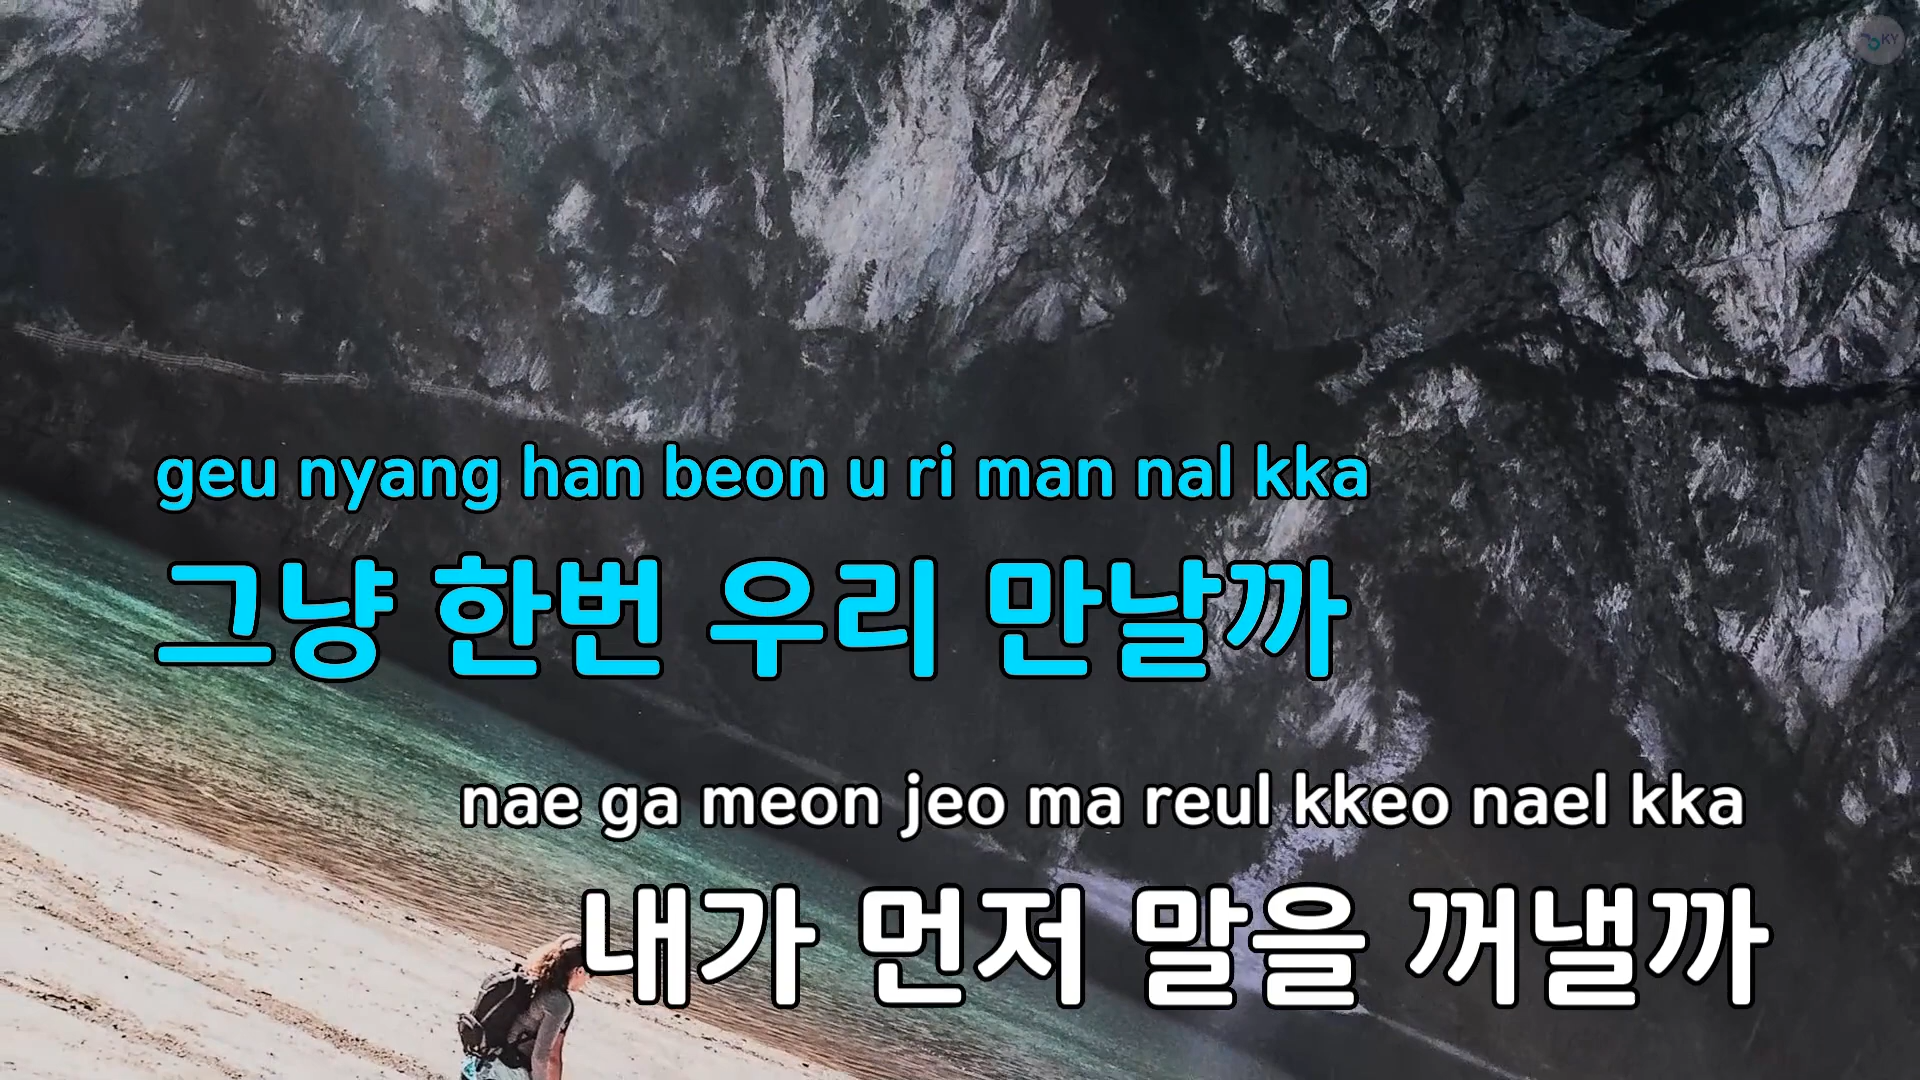 KY
geu nyang han beon u ri man nal kka
그냥 한번 우리 만날까
nae ga meon jeo ma reul kkeo nael kka
내가 먼저 말을 꺼낼까